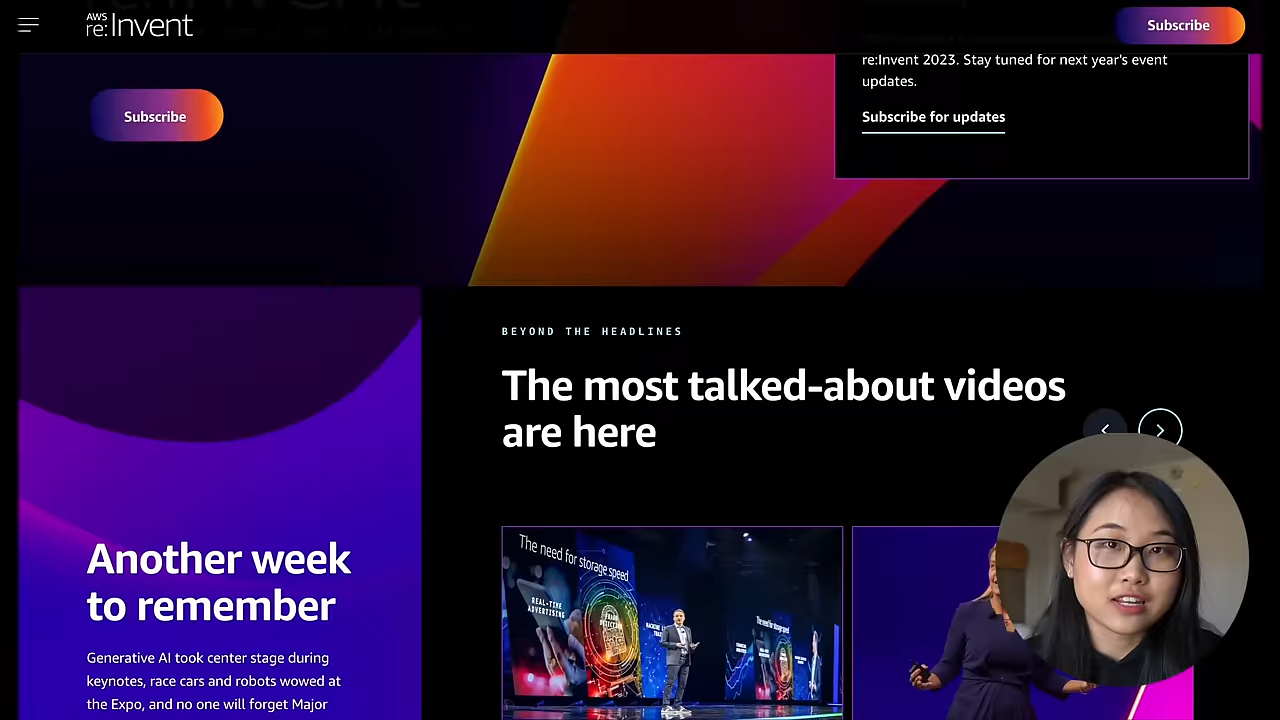 AWS
re:Invent
Subscribe
re:Invent 2023. Stay tuned for next year's event
updates.
Subscribe for updates
Subscribe
BEYOND THE HEADLINES
The most talked-about videos
are here
Another week
to remember
Generative AI took center stage during
keynotes, race cars and robots wowed at
the Expo, and no one will forget Major
The need for storage speed
REAL-TIME
ADVERTISING
The need for storage speed